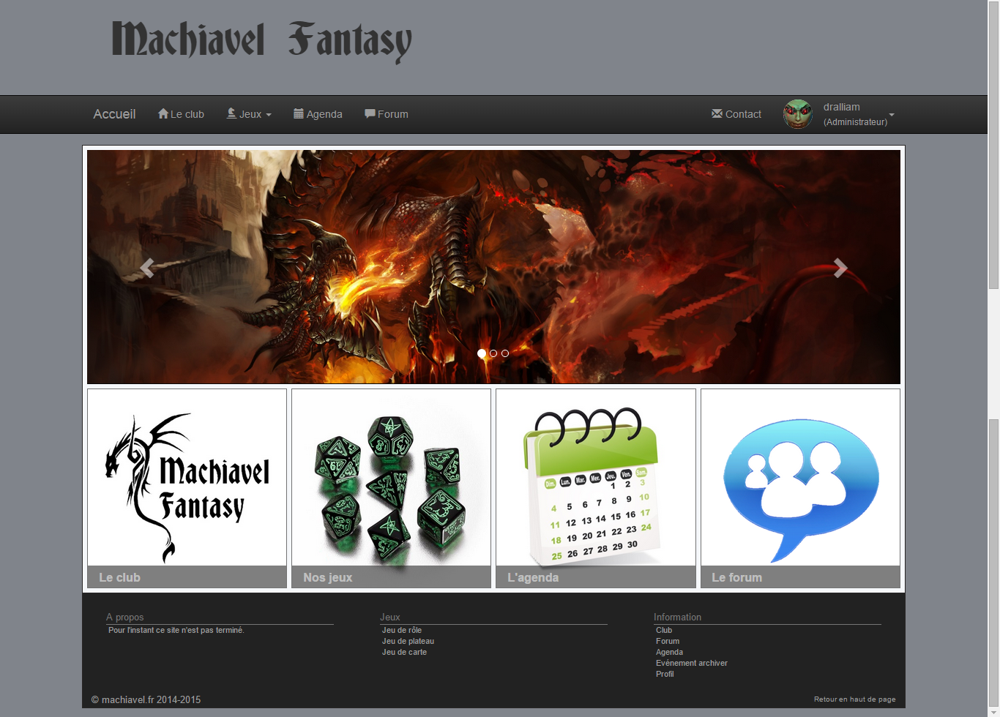 Machiavel Fantasy
Accueil
Le club
Jeux
Agenda
Forum
Contact
dralliam
(Administrateur)
Machiavel
Fantasy
Le club
Nos jeux
Dim. Lun. Mar. Mer. Jeu. Ven. Sam.
1 2 3
4 5 6 7 8 9 10
11 12 13 14 15 16 17
18 19 20 21 22 23 24
25 26 27 28 29 30
L'agenda
Le forum
A propos
Pour l'instant ce site n'est pas terminé.
Jeux
Jeu de rôle
Jeu de plateau
Jeu de carte
Information
Club
Forum
Agenda
Evénement archiver
Profil
© machiavel.fr 2014-2015
Retour en haut de page